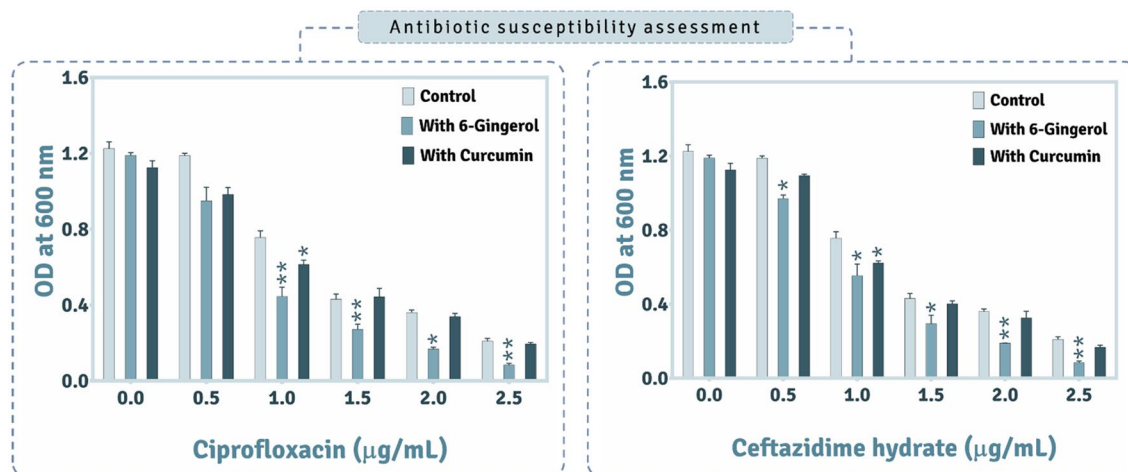 Antibiotic susceptibility assessment
1.6
1.2
0.8
0.4
0.0
OD at 600 nm
Control
With 6-Gingerol
With Curcumin
** * ** * **
0.0 0.5 1.0 1.5 2.0 2.5
Ciprofloxacin (μg/mL)
1.6
1.2
0.8
0.4
0.0
OD at 600 nm
Control
With 6-Gingerol
With Curcumin
* * * * ** **
0.0 0.5 1.0 1.5 2.0 2.5
Ceftazidime hydrate (μg/mL)